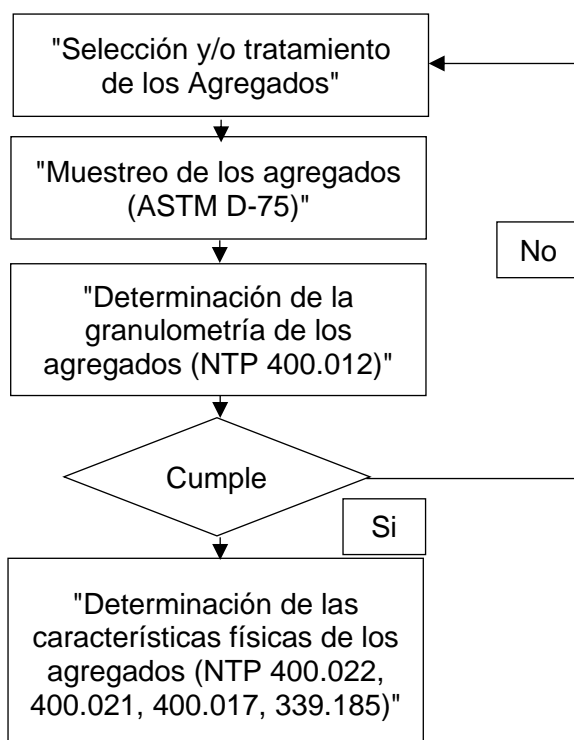 "Selección y/o tratamiento
de los Agregados"
"Muestreo de los agregados
(ASTM D-75)"
No
"Determinación de la
granulometría de los
agregados (NTP 400.012)"
Cumple
Si
"Determinación de las
características físicas de los
agregados (NTP 400.022,
400.021, 400.017, 339.185)"